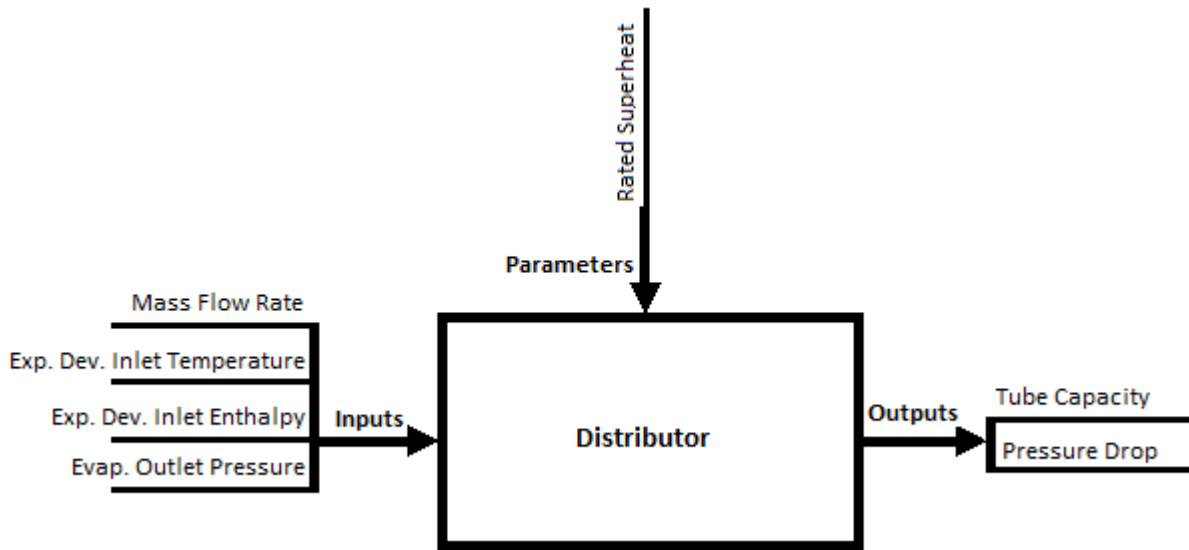 Rated Superheat
Parameters
Mass Flow Rate
Exp. Dev. Inlet Temperature
Exp. Dev. Inlet Enthalpy
Evap. Outlet Pressure
Inputs
Distributor
Outputs
Tube Capacity
Pressure Drop